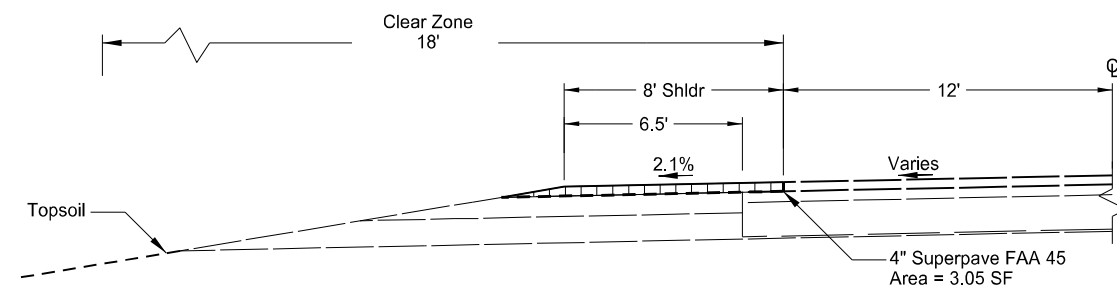 Clear Zone
18'
℄
8' Shldr
12'
6.5'
2.1%
Varies
Topsoil
4" Superpave FAA 45
Area = 3.05 SF